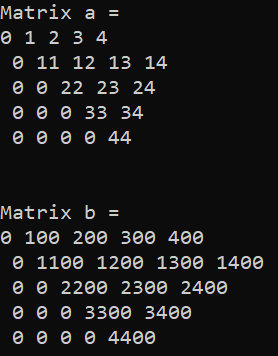 Matrix a =
0 1 2 3 4
 0 11 12 13 14
 0 0 22 23 24
 0 0 0 33 34
 0 0 0 0 44
Matrix b =
0 100 200 300 400
 0 1100 1200 1300 1400
 0 0 2200 2300 2400
 0 0 0 3300 3400
 0 0 0 0 4400